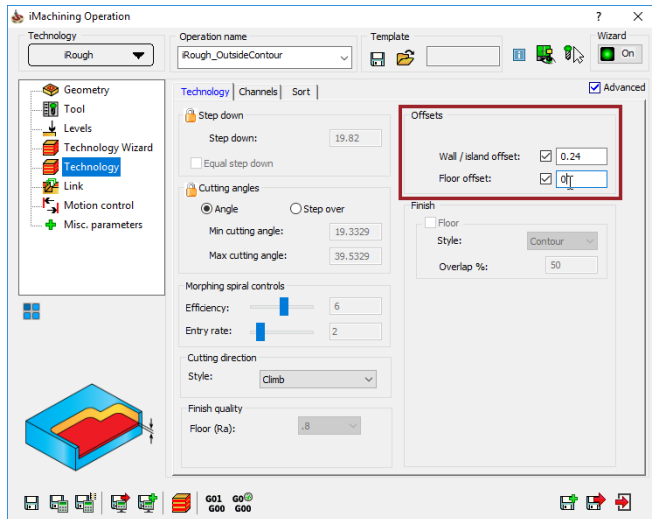 iMachining Operation
? X
Technology
iRough
Operation name
iRough_OutsideContour
Template
Wizard
On
Geometry
Tool
Levels
Technology Wizard
Technology
Link
Motion control
Misc. parameters
Technology Channels Sort
Advanced
Step down
Step down: 19.82
Equal step down
Cutting angles
Angle Step over
Min cutting angle: 19.3329
Max cutting angle: 39.5329
Morphing spiral controls
Efficiency: 6
Entry rate: 2
Cutting direction
Style: Climb
Finish quality
Floor (Ra): .8
Offsets
Wall / island offset: 0.24
Floor offset: 0
Finish
Floor
Style: Contour
Overlap %: 50
G01 G0
G00 G00